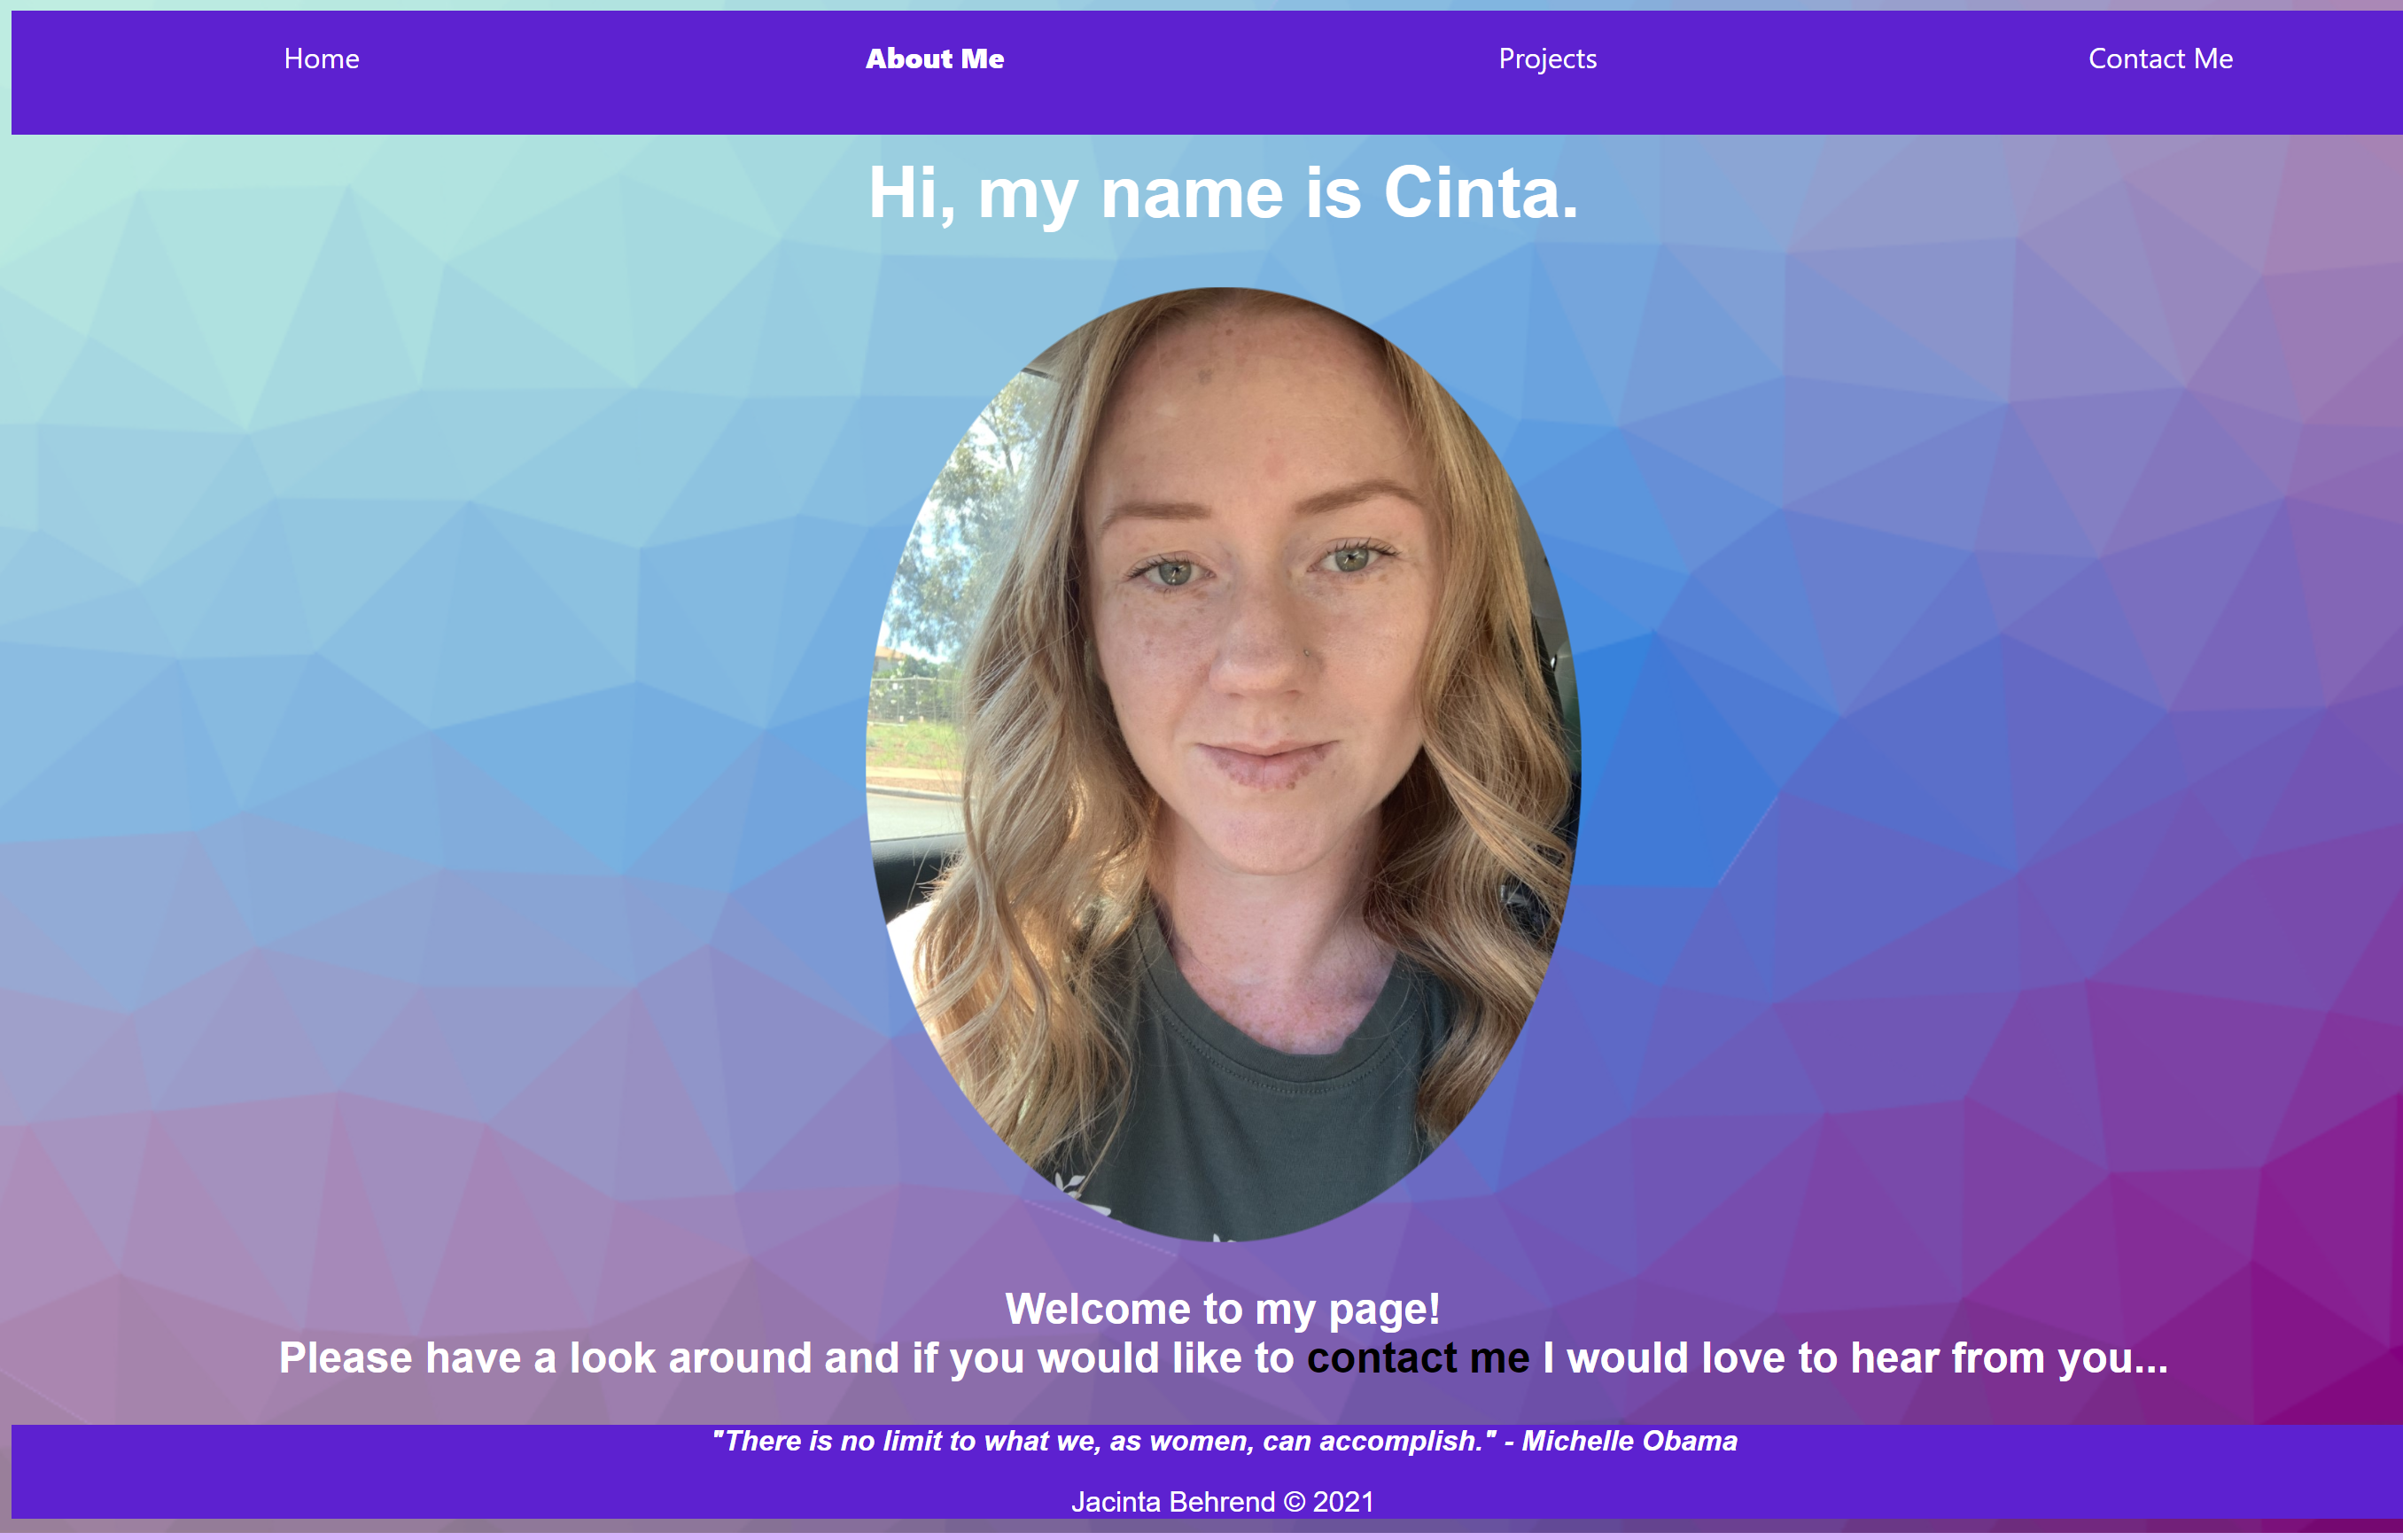 Home About Me Projects Contact Me
Hi, my name is Cinta.
Welcome to my page!
Please have a look around and if you would like to contact me I would love to hear from you...
"There is no limit to what we, as women, can accomplish." - Michelle Obama
Jacinta Behrend © 2021